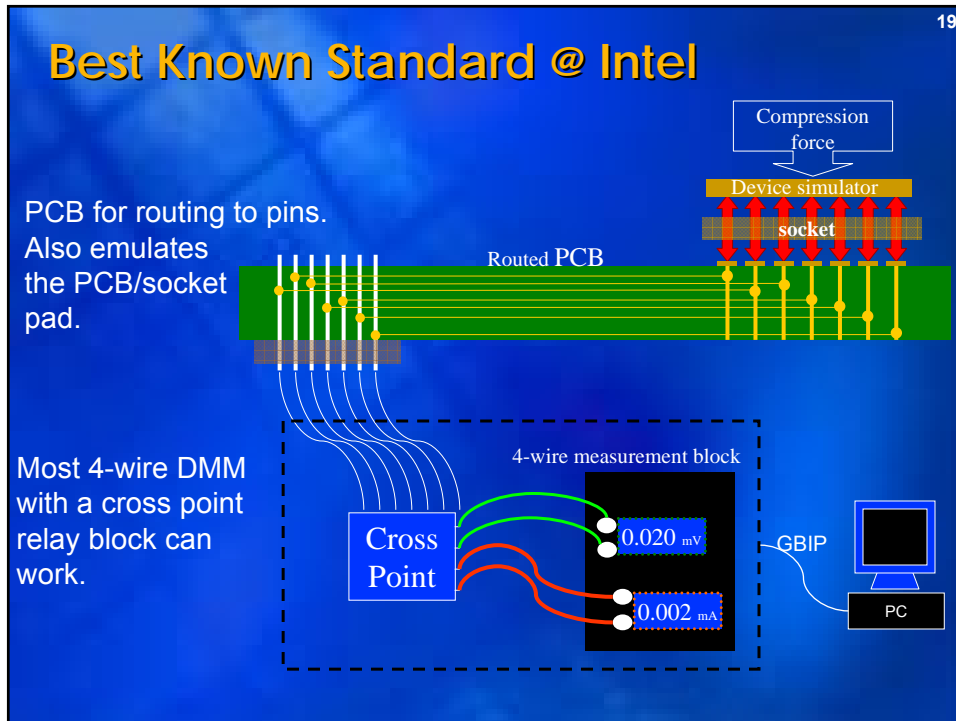 19
Best Known Standard @ Intel
Compression
force
Device simulator
socket
PCB for routing to pins.
Also emulates
the PCB/socket
pad.
Routed PCB
Most 4-wire DMM
with a cross point
relay block can
work.
4-wire measurement block
Cross
Point
0.020 mV
0.002 mA
GBIP
PC